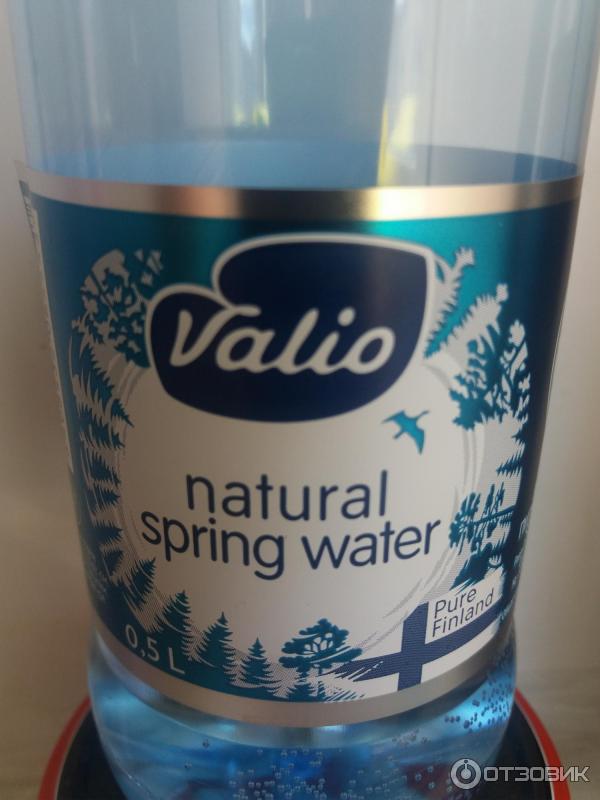 Valio
natural
spring water
Pure
Finland
0,5 L
ОТЗОВИК